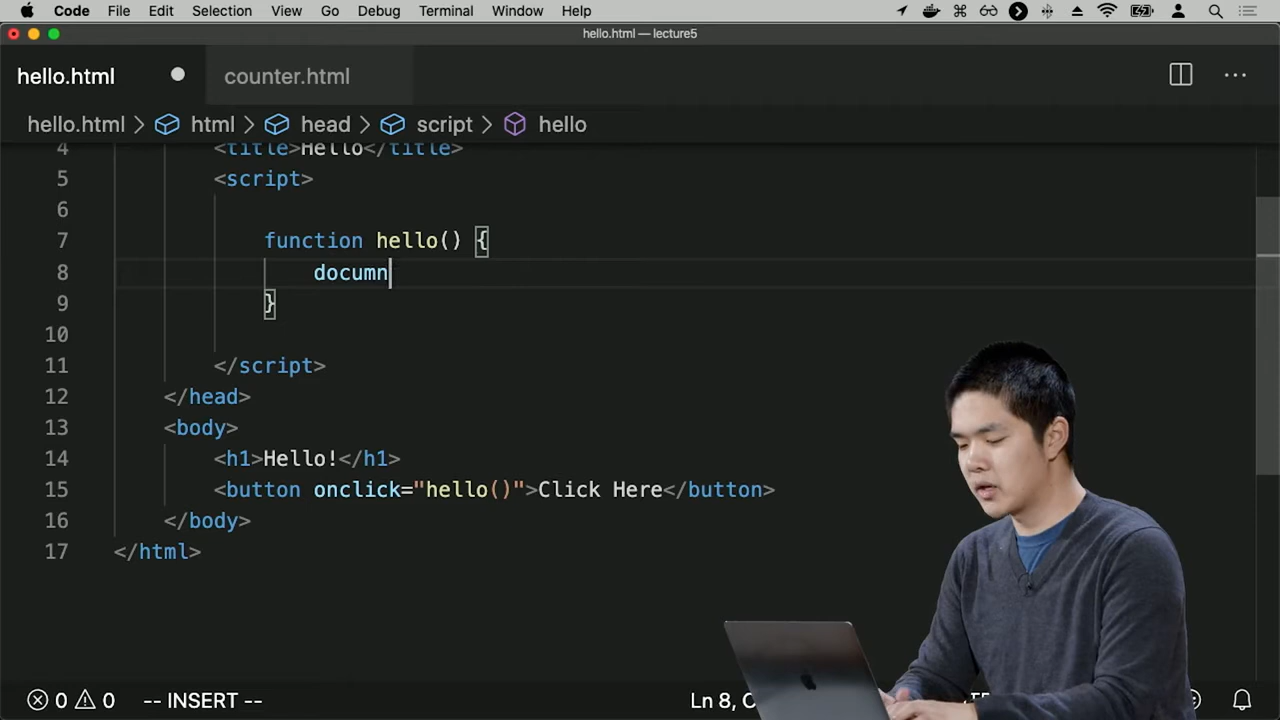 Code File Edit Selection View Go Debug Terminal Window Help
hello.html — lecture5
hello.html counter.html
hello.html > html > head > script > hello
4 <title>Hello</title>
5 <script>
6
7 function hello() {
8 documn
9 }
10
11 </script>
12 </head>
13 <body>
14 <h1>Hello!</h1>
15 <button onclick="hello()">Click Here</button>
16 </body>
17 </html>
0 0 -- INSERT -- Ln 8,